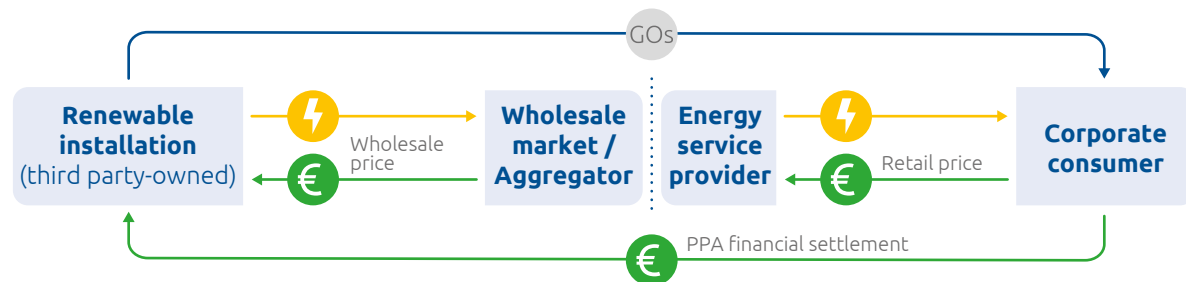 GOs
Renewable
installation
(third party-owned)
Wholesale
price
€
Wholesale
market /
Aggregator
Energy
service
provider
Retail price
€
Corporate
consumer
€
PPA financial settlement